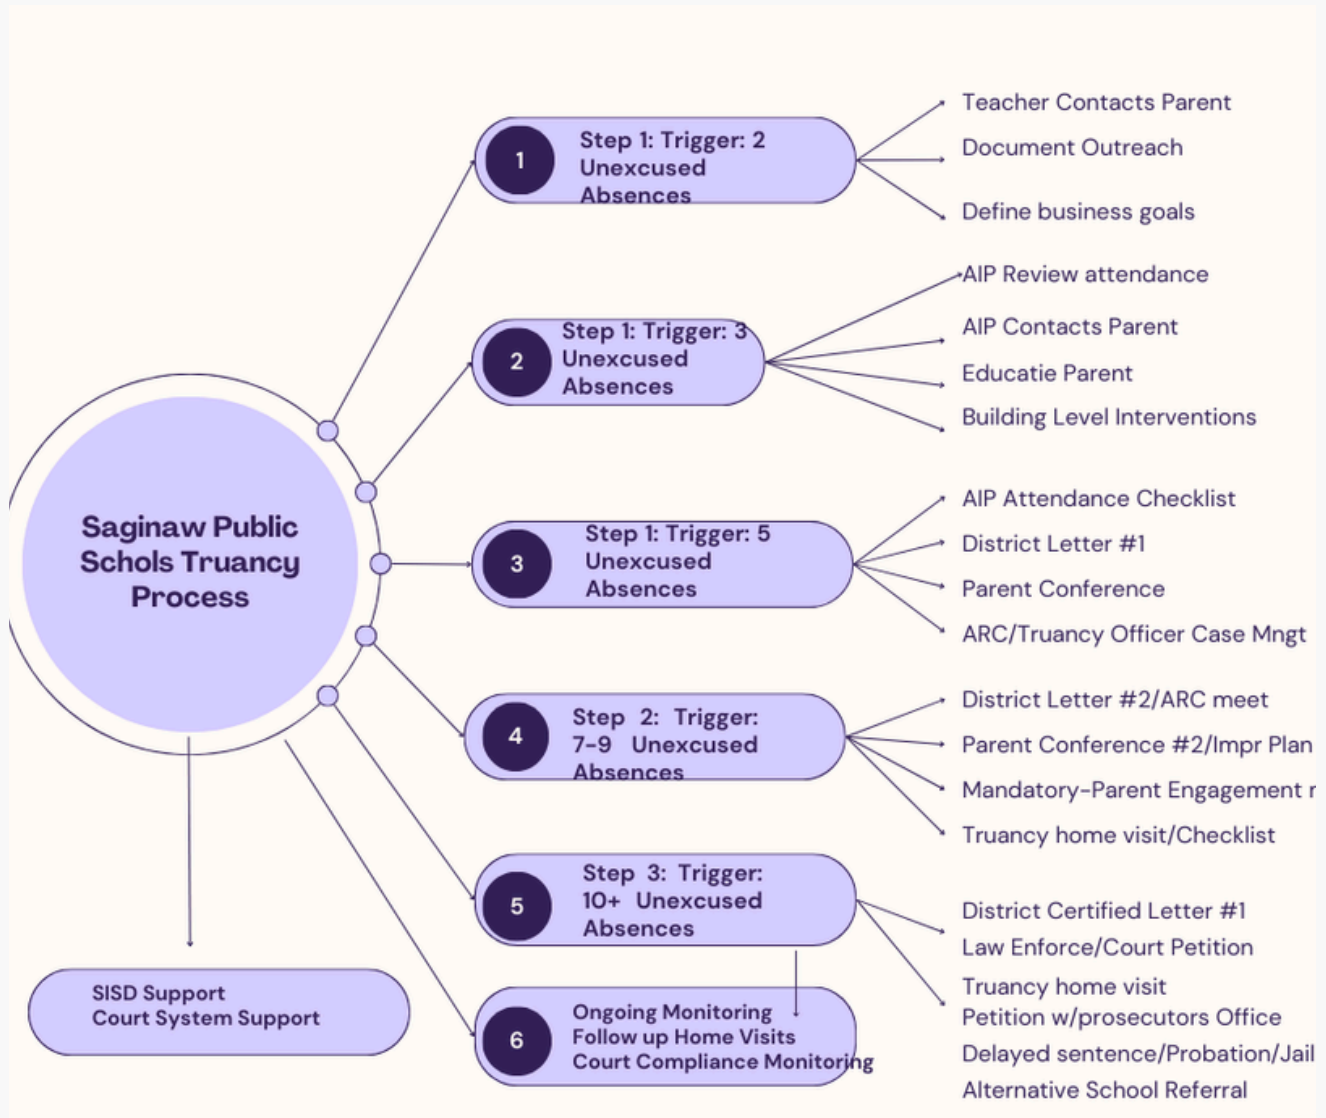 Saginaw Public
Schols Truancy
Process
1
Step 1: Trigger: 2
Unexcused
Absences
Teacher Contacts Parent
Document Outreach
Define business goals
2
Step 1: Trigger: 3
Unexcused
Absences
AIP Review attendance
AIP Contacts Parent
Educatie Parent
Building Level Interventions
3
Step 1: Trigger: 5
Unexcused
Absences
AIP Attendance Checklist
District Letter #1
Parent Conference
ARC/Truancy Officer Case Mngt
4
Step 2: Trigger:
7-9 Unexcused
Absences
District Letter #2/ARC meet
Parent Conference #2/Impr Plan
Mandatory-Parent Engagement
Truancy home visit/Checklist
5
Step 3: Trigger:
10+ Unexcused
Absences
District Certified Letter #1
Law Enforce/Court Petition
Truancy home visit
Petition w/prosecutors Office
Delayed sentence/Probation/Jail
Alternative School Referral
6
Ongoing Monitoring
Follow up Home Visits
Court Compliance Monitoring
SISD Support
Court System Support